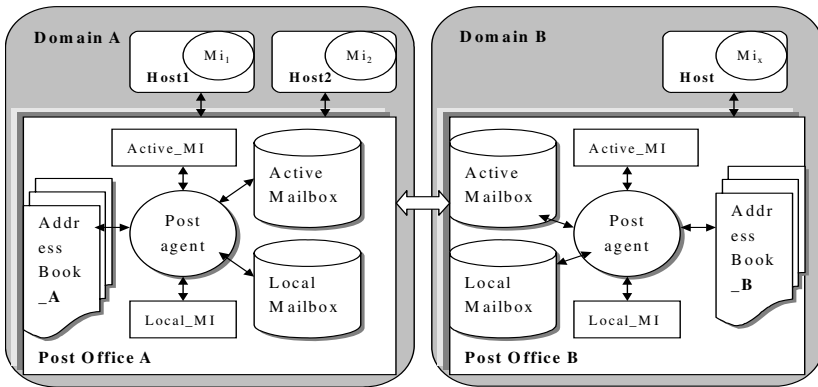 Domain A
Mi1
Mi2
Host1
Host2
Active_MI
Active
Mailbox
Addr
ess
Book
_A
Post
agent
Local
Mailbox
Local_MI
Post Office A
Domain B
Mix
Host
Active_MI
Active
Mailbox
Post
agent
Addr
ess
Book
_B
Local
Mailbox
Local_MI
Post Office B